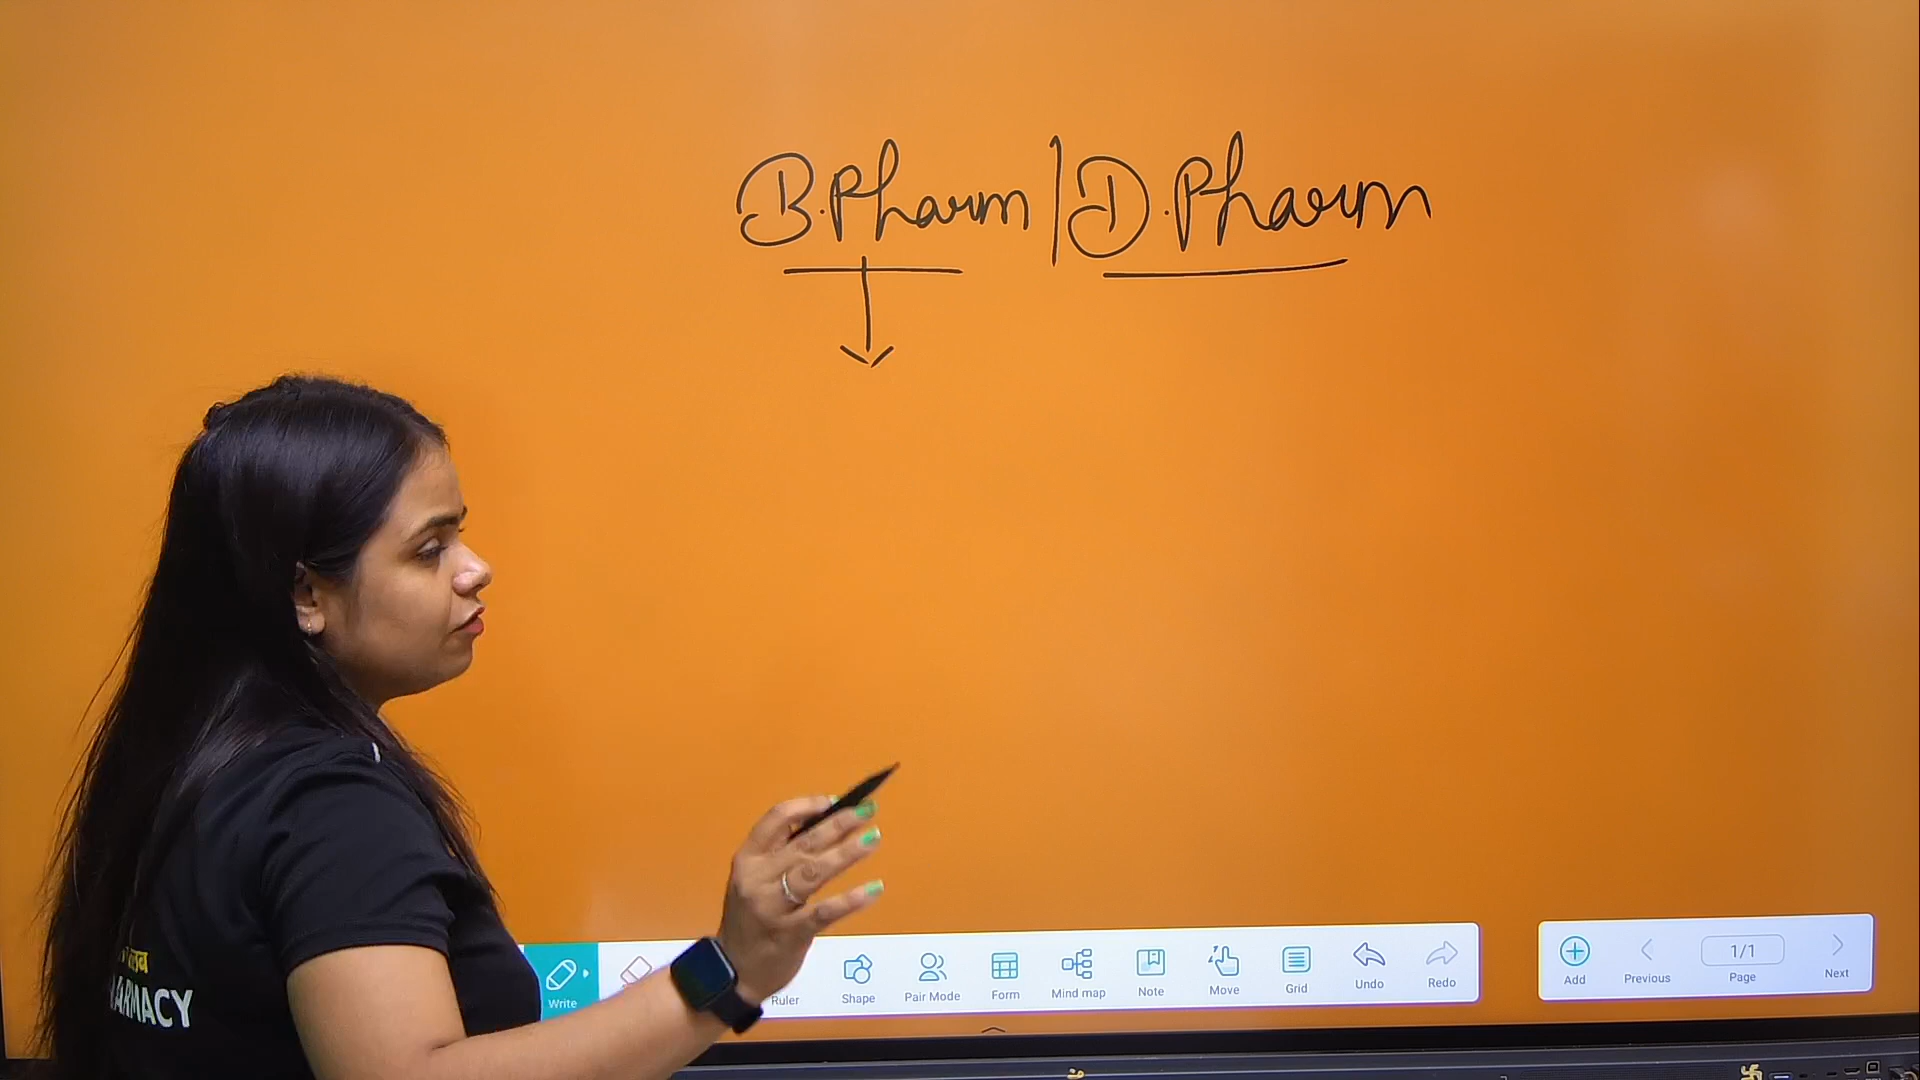 B.Pharm | D.Pharm
ARMACY
Write
Ruler
Shape
Pair Mode
Form
Mind map
Note
Move
Grid
Undo
Redo
Add
Previous
1/1
Page
Next